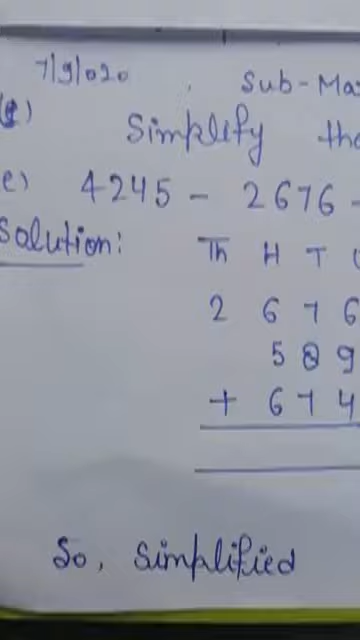 7/9/020 Sub-Ma
Simplify the
e) 4245 - 2676 -
Solution:
Th H T
2 6 7 6
5 8 9
+ 6 7 4
So, simplified